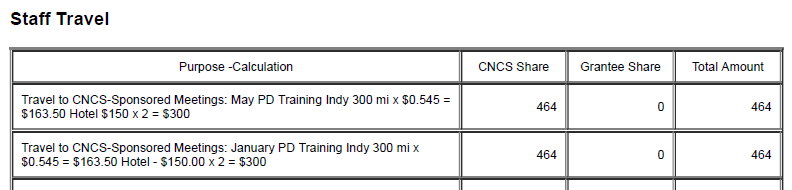 Staff Travel
Purpose -Calculation CNCS Share Grantee Share Total Amount
Travel to CNCS-Sponsored Meetings: May PD Training Indy 300 mi x $0.545 =
$163.50 Hotel $150 x 2 = $300 464 0 464
Travel to CNCS-Sponsored Meetings: January PD Training Indy 300 mi x
$0.545 = $163.50 Hotel - $150.00 x 2 = $300 464 0 464